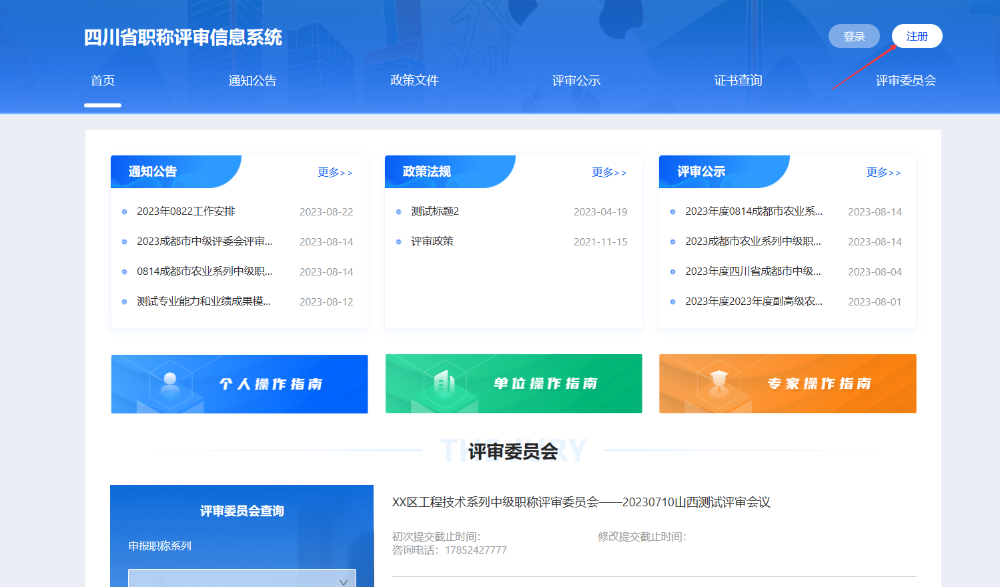 四川省职称评审信息系统
登录
注册
首页
通知公告
政策文件
评审公示
证书查询
评审委员会
通知公告
更多>>
2023年0822工作安排
2023-08-22
2023成都市中级评委会评审...
2023-08-14
0814成都市农业系列中级职...
2023-08-14
测试专业能力和业绩成果模...
2023-08-12
政策法规
更多>>
测试标题2
2023-04-19
评审政策
2021-11-15
评审公示
更多>>
2023年度0814成都市农业系...
2023-08-14
2023成都市农业系列中级职...
2023-08-14
2023年度四川省成都市中级...
2023-08-04
2023年度2023年度副高级农...
2023-08-01
个人操作指南
单位操作指南
专家操作指南
评审委员会
评审委员会查询
申报职称系列
XX区工程技术系列中级职称评审委员会——20230710山西测试评审会议
初次提交截止时间：
修改提交截止时间：
咨询电话：17852427777